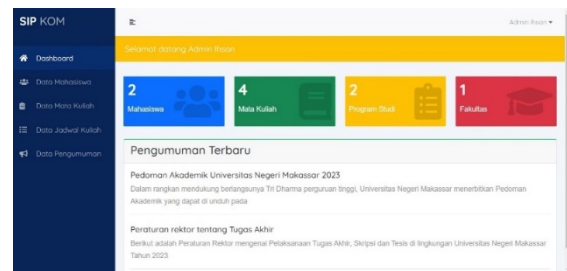 SIP KOM
Admin Ihsan
Dashboard
Data Mahasiswa
Data Mata Kuliah
Data Jadwal Kuliah
Data Pengumuman
Selamat datang Admin Ihsan
2
Mahasiswa
4
Mata Kuliah
2
Program Studi
1
Fakultas
Pengumuman Terbaru
Pedoman Akademik Universitas Negeri Makassar 2023
Dalam rangkan mendukung berlangsunya Tri Dharma perguruan tinggi, Universitas Negeri Makassar menerbitkan Pedoman
Akademik yang dapat di unduh pada
Peraturan rektor tentang Tugas Akhir
Berikut adalah Peraturan Rektor mengenai Pelaksanaan Tugas Akhir, Skripsi dan Tesis di lingkungan Universitas Negeri Makassar
Tahun 2023